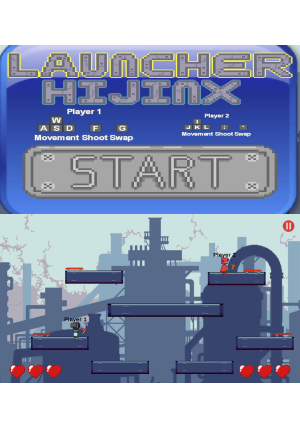 LAUNCHER
HIJINX
Player 1
Player 2
W
I
A S D F G
J K L ; "
Movement Shoot Swap
Movement Shoot Swap
START
Player 2
Player 1